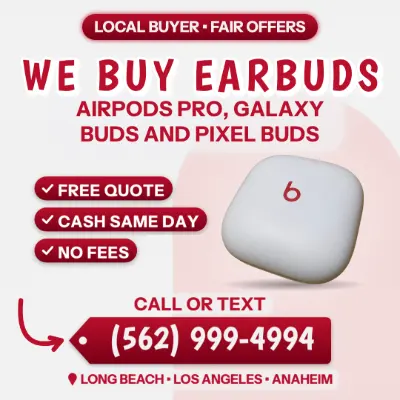 LOCAL BUYER • FAIR OFFERS
WE BUY EARBUDS
AIRPODS PRO, GALAXY
BUDS AND PIXEL BUDS
FREE QUOTE
CASH SAME DAY
NO FEES
b
CALL OR TEXT
(562) 999-4994
LONG BEACH • LOS ANGELES • ANAHEIM